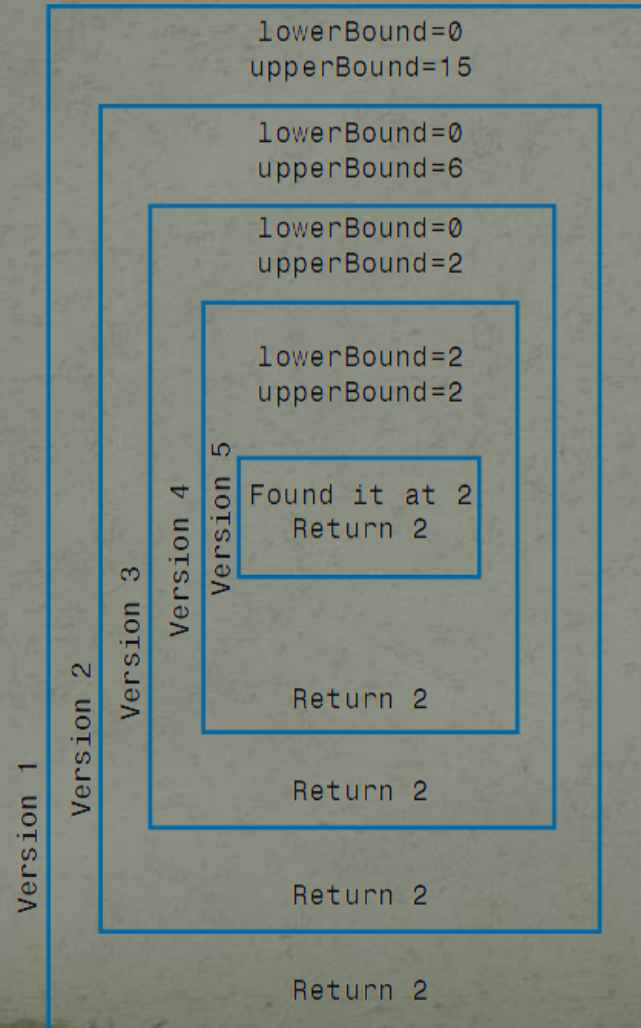 lowerBound=0
upperBound=15
lowerBound=0
upperBound=6
lowerBound=0
upperBound=2
lowerBound=2
upperBound=2
Found it at 2
Return 2
Return 2
Return 2
Return 2
Return 2
Version 1
Version 2
Version 3
Version 4
Version 5